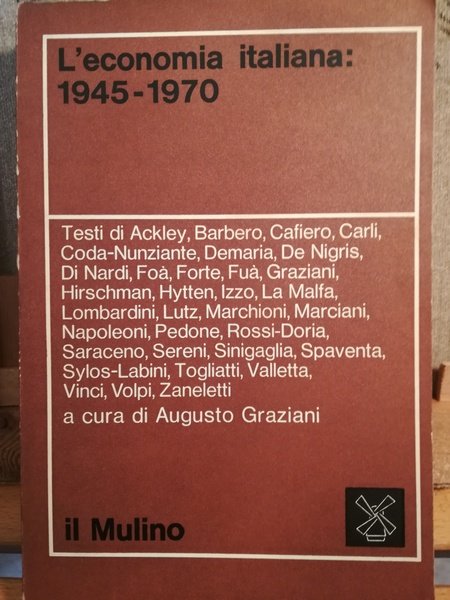 L'economia italiana:
1945-1970
Testi di Ackley, Barbero, Cafiero, Carli,
Coda-Nunziante, Demaria, De Nigris,
Di Nardi, Foà, Forte, Fuà, Graziani,
Hirschman, Hytten, Izzo, La Malfa,
Lombardini, Lutz, Marchioni, Marciani,
Napoleoni, Pedone, Rossi-Doria,
Saraceno, Sereni, Sinigaglia, Spaventa,
Sylos-Labini, Togliatti, Valletta,
Vinci, Volpi, Zaneletti
a cura di Augusto Graziani
il Mulino